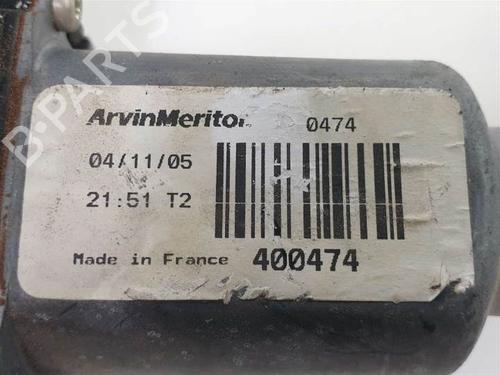 ArvinMeritor 0474
04/11/05
21:51 T2
Made in France 400474
B-PARTS